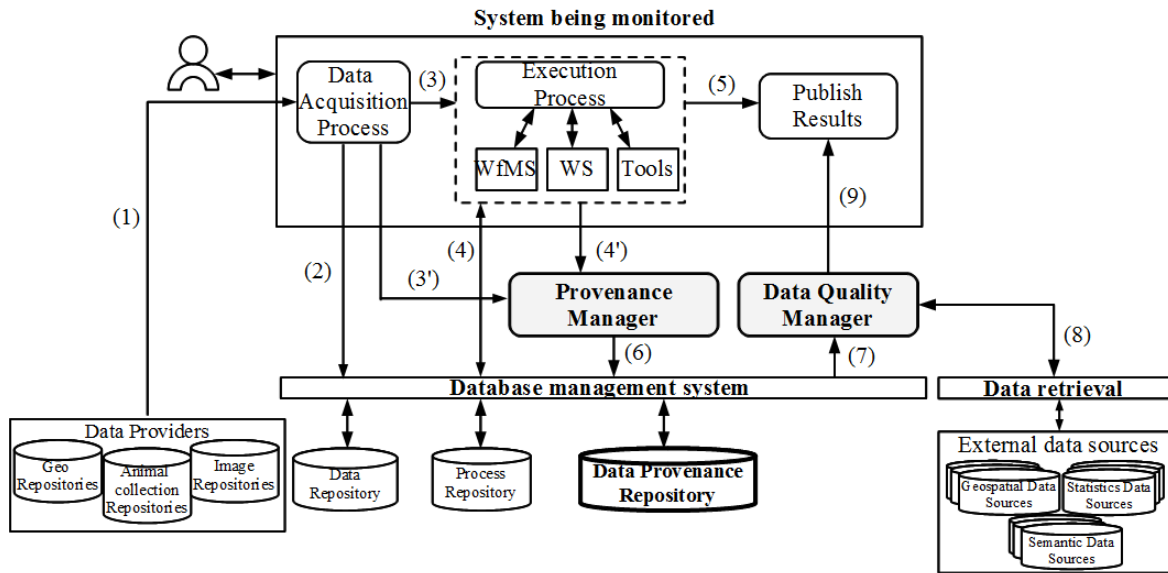 System being monitored
Data
Acquisition
Process
(3)
Execution
Process
WfMS
WS
Tools
(5)
Publish
Results
(1)
(2)
(3')
(4)
(4')
(9)
Provenance
Manager
Data Quality
Manager
(6)
(7)
(8)
Database management system
Data retrieval
Data Providers
Geo
Repositories
Animal
collection
Repositories
Image
Repositories
Data
Repository
Process
Repository
Data Provenance
Repository
External data sources
Geospatial Data
Sources
Statistics Data
Sources
Semantic Data
Sources